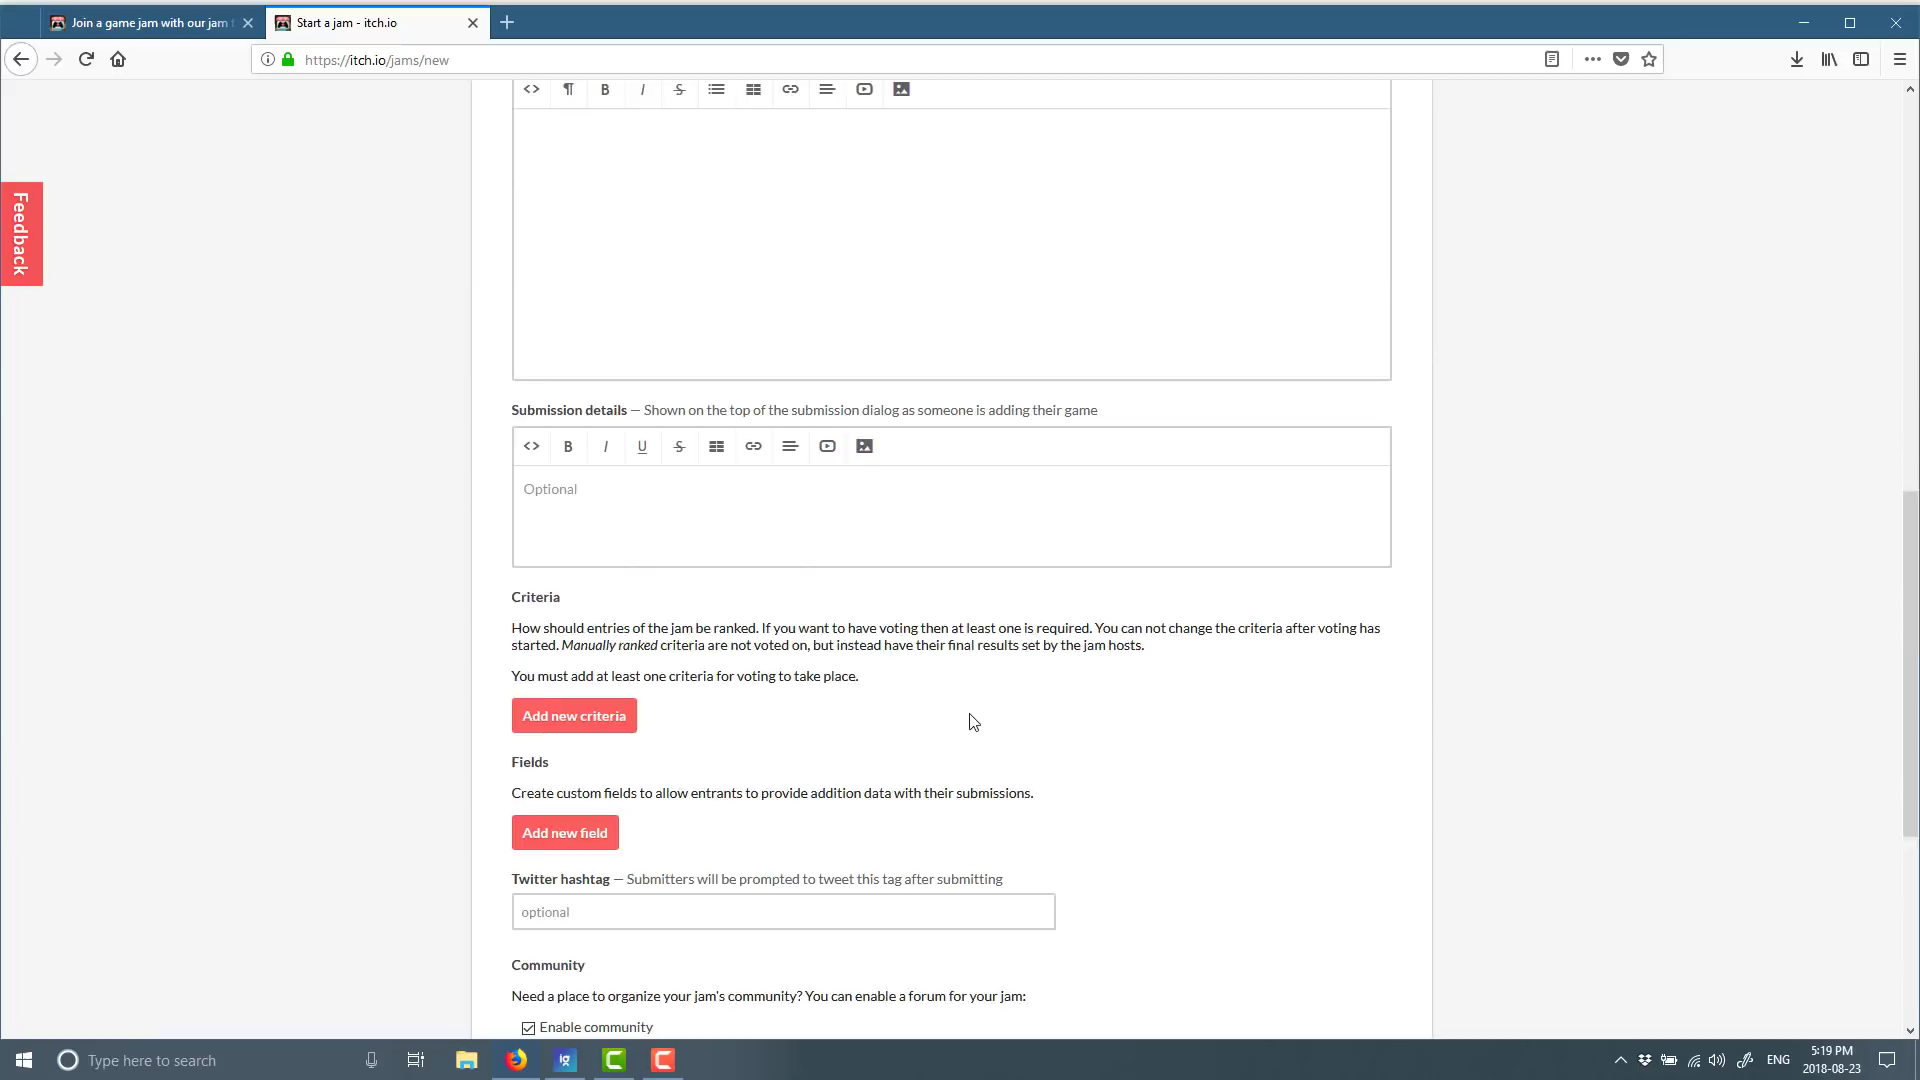 Join a game jam with our jam
Start a jam - itch.io
https://itch.io/jams/new
Feedback
Submission details — Shown on the top of the submission dialog as someone is adding their game
Optional
Criteria
How should entries of the jam be ranked. If you want to have voting then at least one is required. You can not change the criteria after voting has
started. Manually ranked criteria are not voted on, but instead have their final results set by the jam hosts.
You must add at least one criteria for voting to take place.
Add new criteria
Fields
Create custom fields to allow entrants to provide addition data with their submissions.
Add new field
Twitter hashtag — Submitters will be prompted to tweet this tag after submitting
optional
Community
Need a place to organize your jam's community? You can enable a forum for your jam:
Enable community
Type here to search
ENG
5:19 PM
2018-08-23